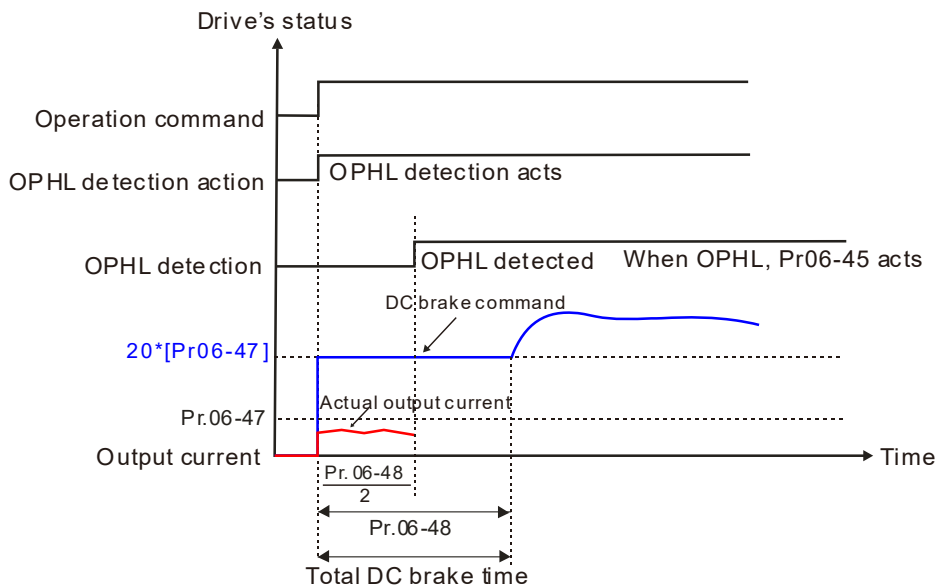 Drive's status
Operation command
OPHL detection action
OPHL detection acts
OPHL detection
OPHL detected
When OPHL, Pr06-45 acts
DC brake command
20*[Pr06-47]
Actual output current
Pr.06-47
Output current
Time
Pr. 06-48
2
Pr.06-48
Total DC brake time